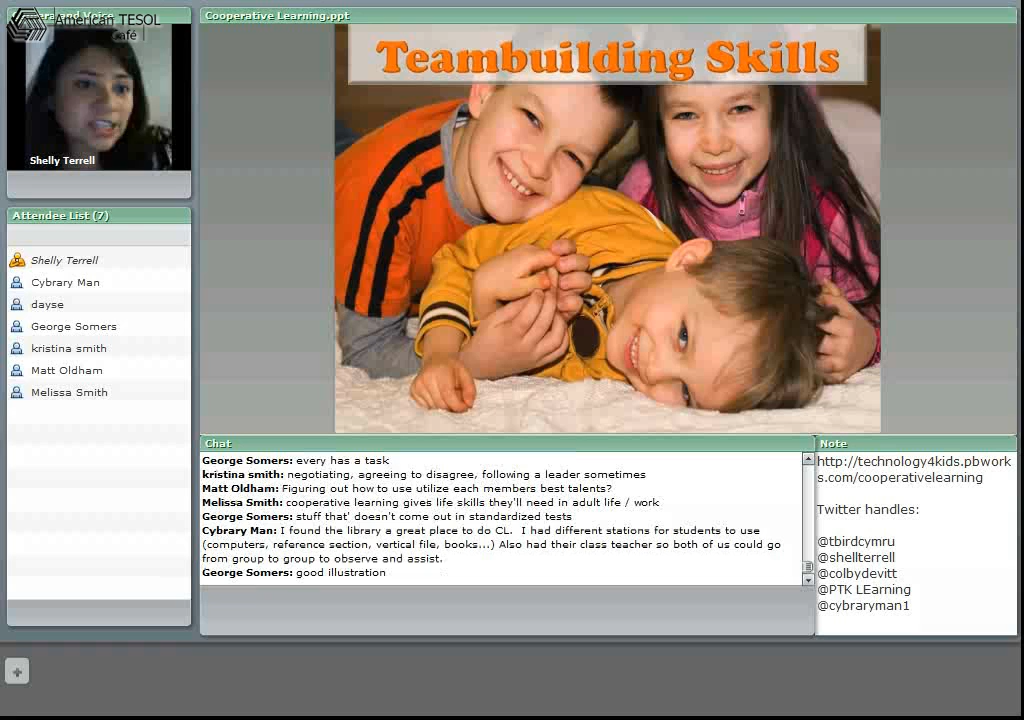 Camera and Voice
American TESOL
Café
Shelly Terrell
Attendee List (7)
Shelly Terrell
Cybrary Man
dayse
George Somers
kristina smith
Matt Oldham
Melissa Smith
Cooperative Learning.ppt
Teambuilding Skills
Chat
George Somers: every has a task
kristina smith: negotiating, agreeing to disagree, following a leader sometimes
Matt Oldham: Figuring out how to use utilize each members best talents?
Melissa Smith: cooperative learning gives life skills they'll need in adult life / work
George Somers: stuff that' doesn't come out in standardized tests
Cybrary Man: I found the library a great place to do CL.  I had different stations for students to use
(computers, reference section, vertical file, books...) Also had their class teacher so both of us could go
from group to group to observe and assist.
George Somers: good illustration
Note
http://technology4kids.pbwork
s.com/cooperativelearning
Twitter handles:
@tbirdcymru
@shellterrell
@colbydevitt
@PTK LEarning
@cybraryman1